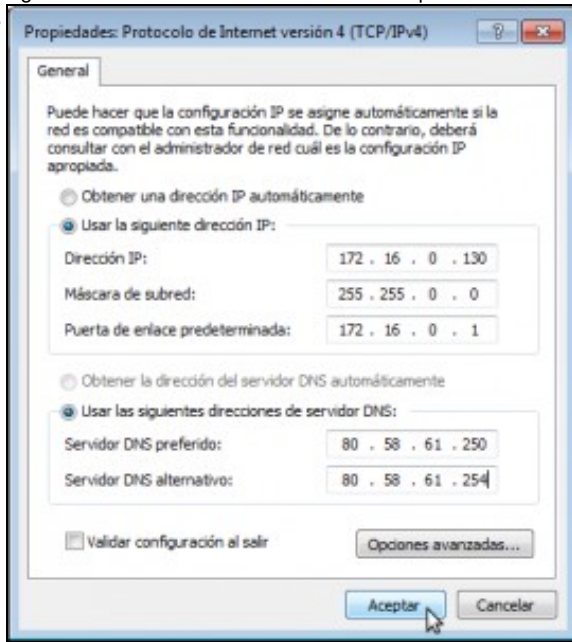 Propiedades: Protocolo de Internet versión 4 (TCP/IPv4)
General
Puede hacer que la configuración IP se asigne automáticamente si la
red es compatible con esta funcionalidad. De lo contrario, deberá
consultar con el administrador de red cuál es la configuración IP
apropiada.
Obtener una dirección IP automáticamente
Usar la siguiente dirección IP:
Dirección IP: 172 . 16 . 0 . 130
Máscara de subred: 255 . 255 . 0 . 0
Puerta de enlace predeterminada: 172 . 16 . 0 . 1
Obtener la dirección del servidor DNS automáticamente
Usar las siguientes direcciones de servidor DNS:
Servidor DNS preferido: 80 . 58 . 61 . 250
Servidor DNS alternativo: 80 . 58 . 61 . 254
Validar configuración al salir Opciones avanzadas...
Aceptar Cancelar